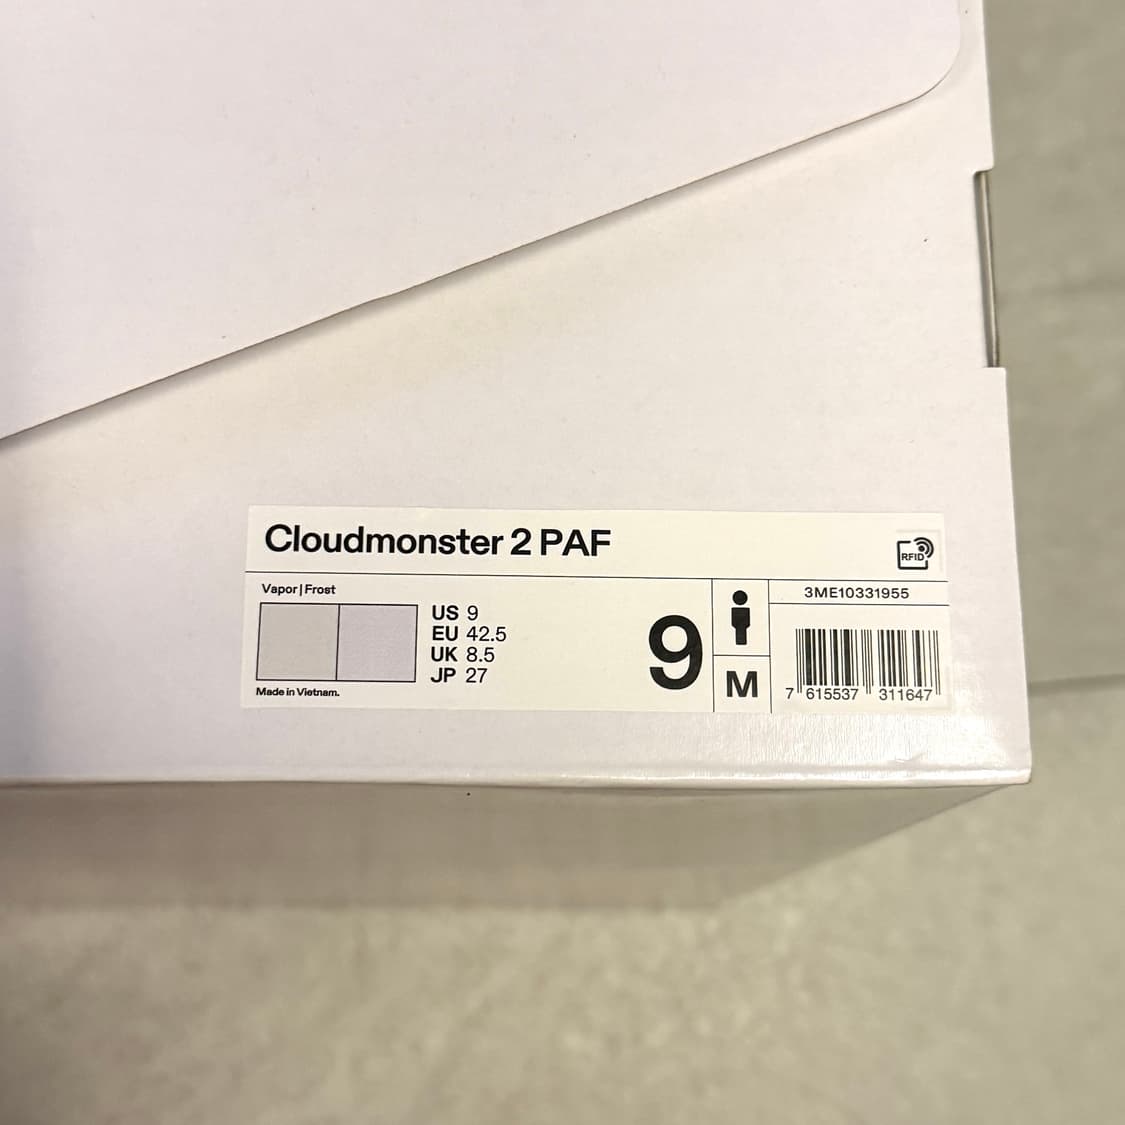 Cloudmonster 2 PAF
RFID
Vapor | Frost
US 9
EU 42.5
UK 8.5
JP 27
Made in Vietnam.
9
M
3ME10331955
7 615537 311647